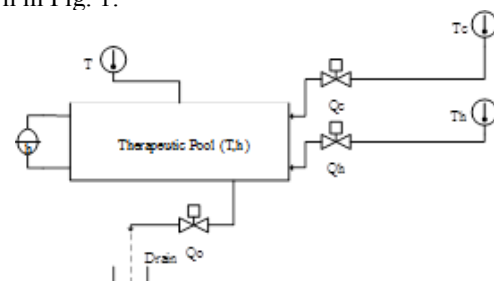 n in Fig. 1.
Tc
T
Qc
Th
Therapeutic Pool (T,h)
h
Qh
Drain
Qo